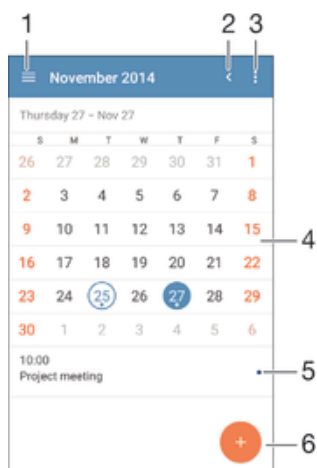 1 2 3
November 2014
Thursday 27 - Nov 27
S M T W T F S
26 27 28 29 30 31 1
2 3 4 5 6 7 8
9 10 11 12 13 14 15
4
16 17 18 19 20 21 22
23 24 25 26 27 28 29
30 1 2 3 4 5 6
10:00
5
Project meeting
6